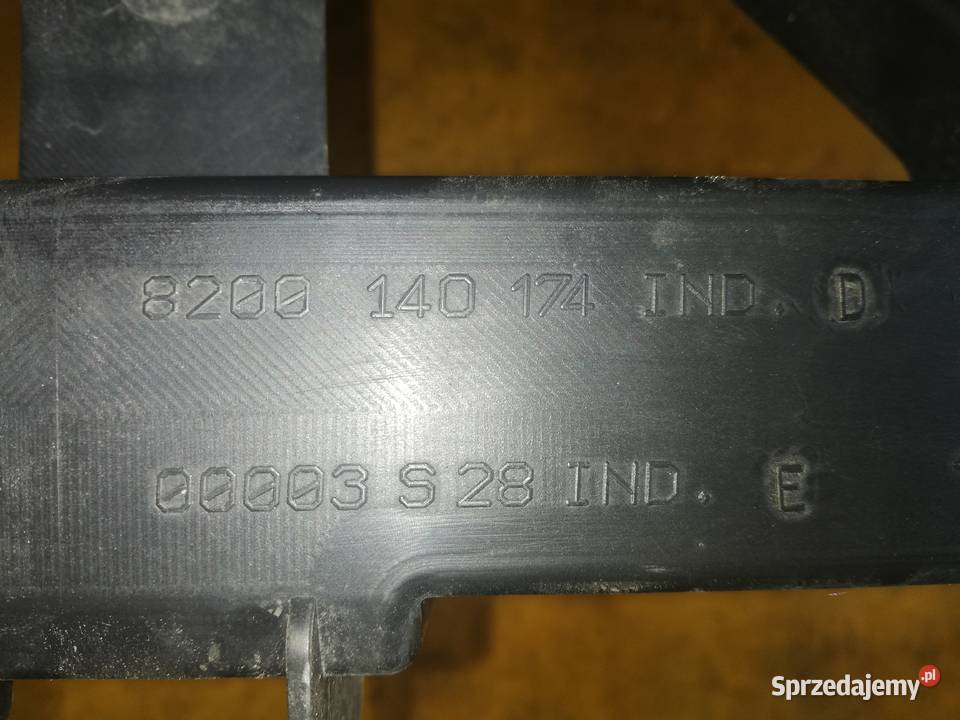 8200 140 174 IND. D
00003 S 28 IND. E
Sprzedajemy.pl